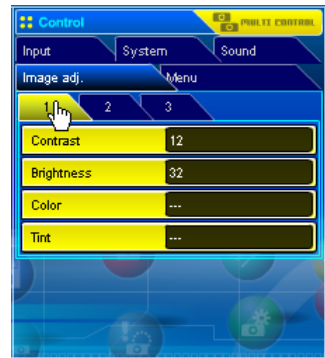 Control MULTI CONTROL
Input System Sound
Image adj. Menu
1 2 3
Contrast 12
Brightness 32
Color ---
Tint ---